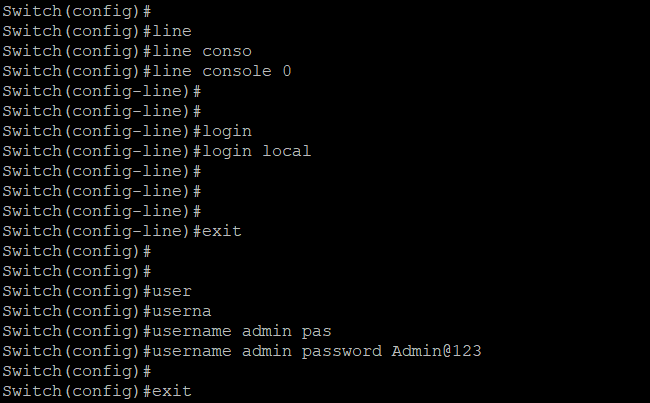 Switch(config)#
Switch(config)#line
Switch(config)#line conso
Switch(config)#line console 0
Switch(config-line)#
Switch(config-line)#
Switch(config-line)#login
Switch(config-line)#login local
Switch(config-line)#
Switch(config-line)#
Switch(config-line)#
Switch(config-line)#exit
Switch(config)#
Switch(config)#
Switch(config)#user
Switch(config)#userna
Switch(config)#username admin pas
Switch(config)#username admin password Admin@123
Switch(config)#
Switch(config)#exit